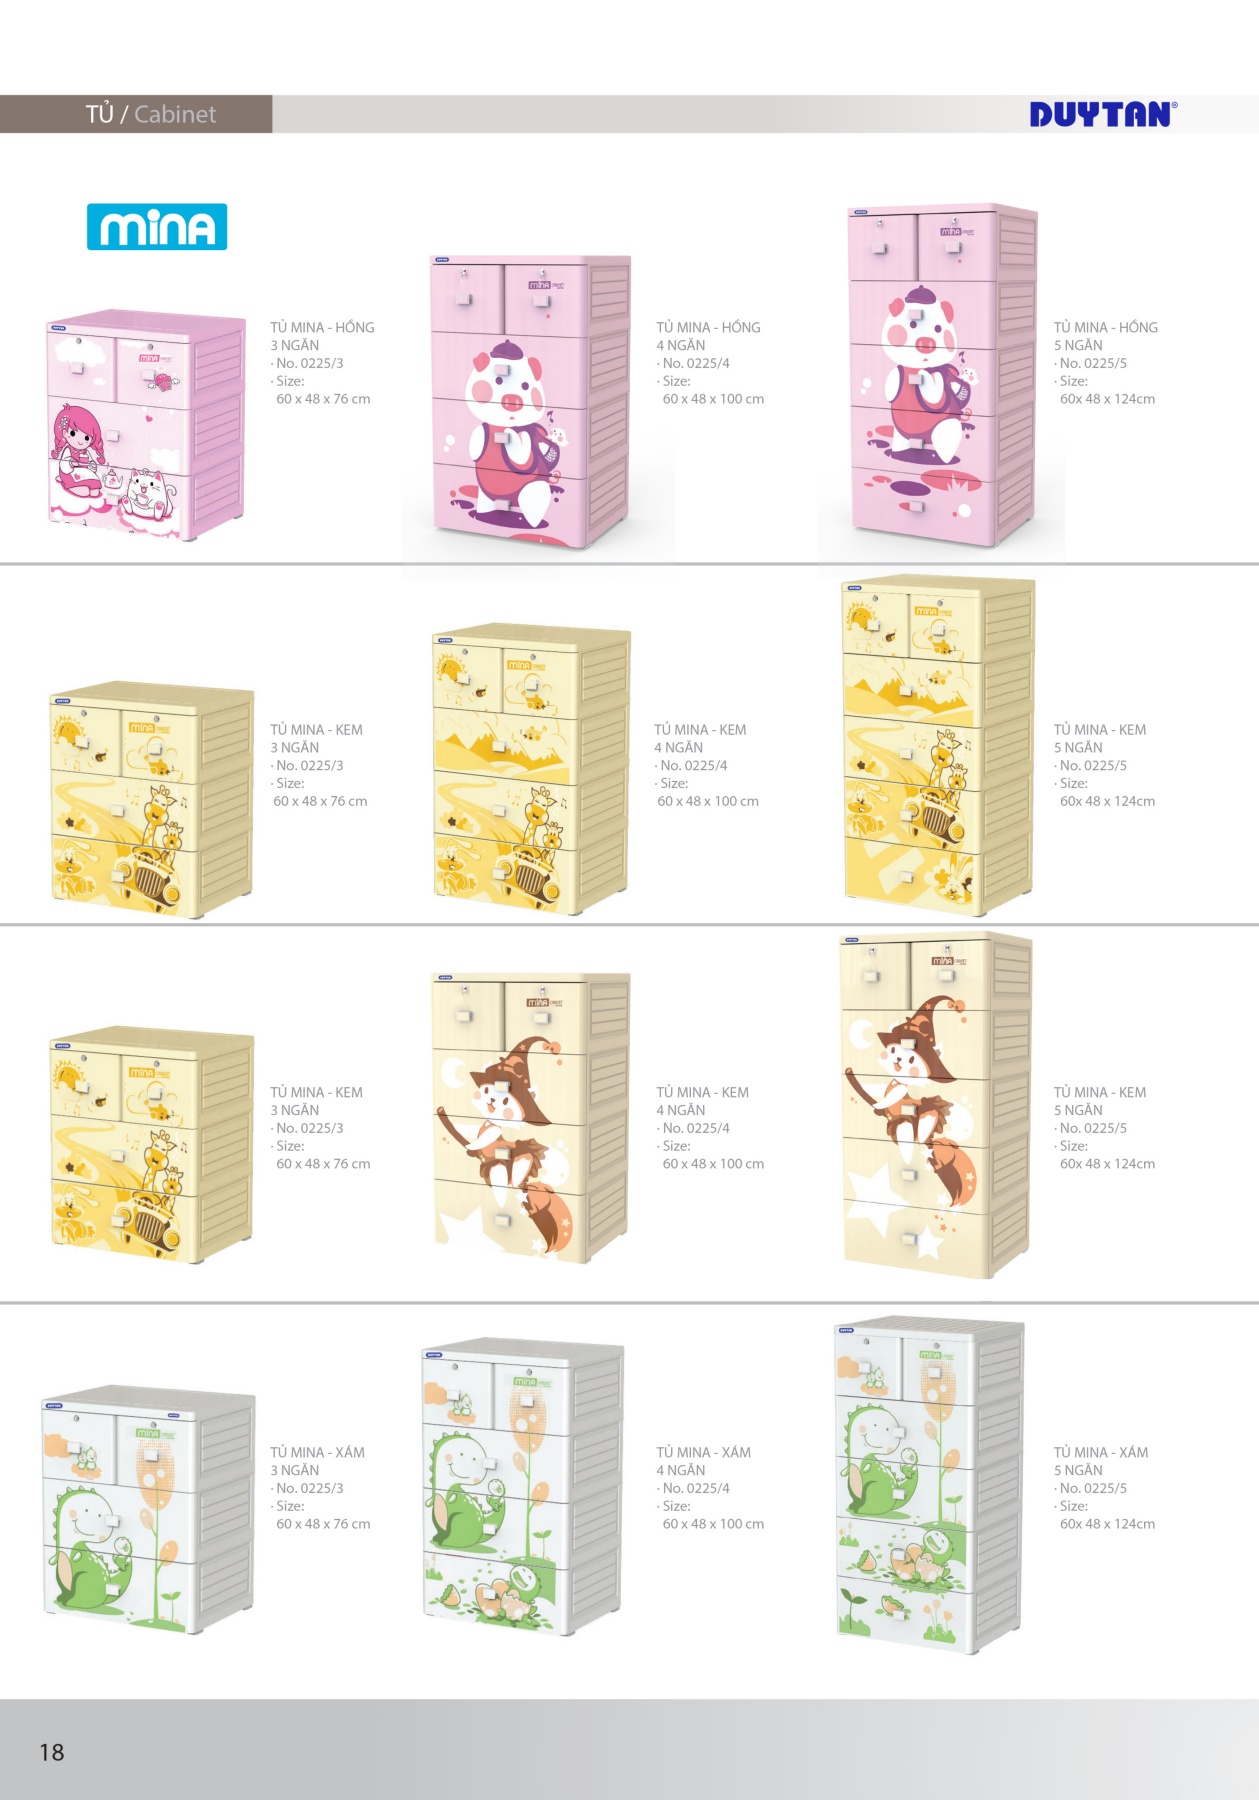 TỦ / Cabinet
DUYTAN®
mina
TỦ MINA - HỒNG
3 NGĂN
· No. 0225/3
· Size:
60 x 48 x 76 cm
TỦ MINA - HỒNG
4 NGĂN
· No. 0225/4
· Size:
60 x 48 x 100 cm
TỦ MINA - HỒNG
5 NGĂN
· No. 0225/5
· Size:
60x 48 x 124cm
TỦ MINA - KEM
3 NGĂN
· No. 0225/3
· Size:
60 x 48 x 76 cm
TỦ MINA - KEM
4 NGĂN
· No. 0225/4
· Size:
60 x 48 x 100 cm
TỦ MINA - KEM
5 NGĂN
· No. 0225/5
· Size:
60x 48 x 124cm
TỦ MINA - KEM
3 NGĂN
· No. 0225/3
· Size:
60 x 48 x 76 cm
TỦ MINA - KEM
4 NGĂN
· No. 0225/4
· Size:
60 x 48 x 100 cm
TỦ MINA - KEM
5 NGĂN
· No. 0225/5
· Size:
60x 48 x 124cm
TỦ MINA - XÁM
3 NGĂN
· No. 0225/3
· Size:
60 x 48 x 76 cm
TỦ MINA - XÁM
4 NGĂN
· No. 0225/4
· Size:
60 x 48 x 100 cm
TỦ MINA - XÁM
5 NGĂN
· No. 0225/5
· Size:
60x 48 x 124cm
18